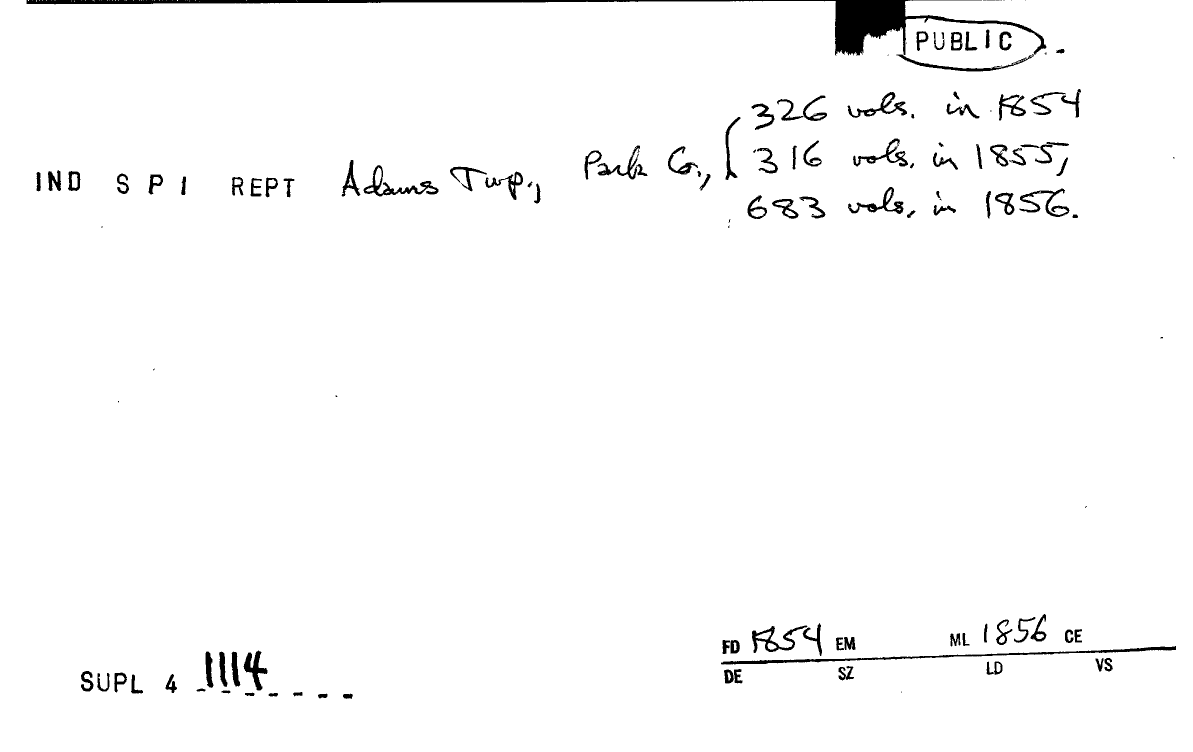 PUBLIC
326 vols. in 1854
IND S P I REPT Adams Twp., Park Co., { 316 vols. in 1855,
683 vols. in 1856.
FD 1854 EM ML 1856 CE
SUPL 4 1114
DE SZ LD VS